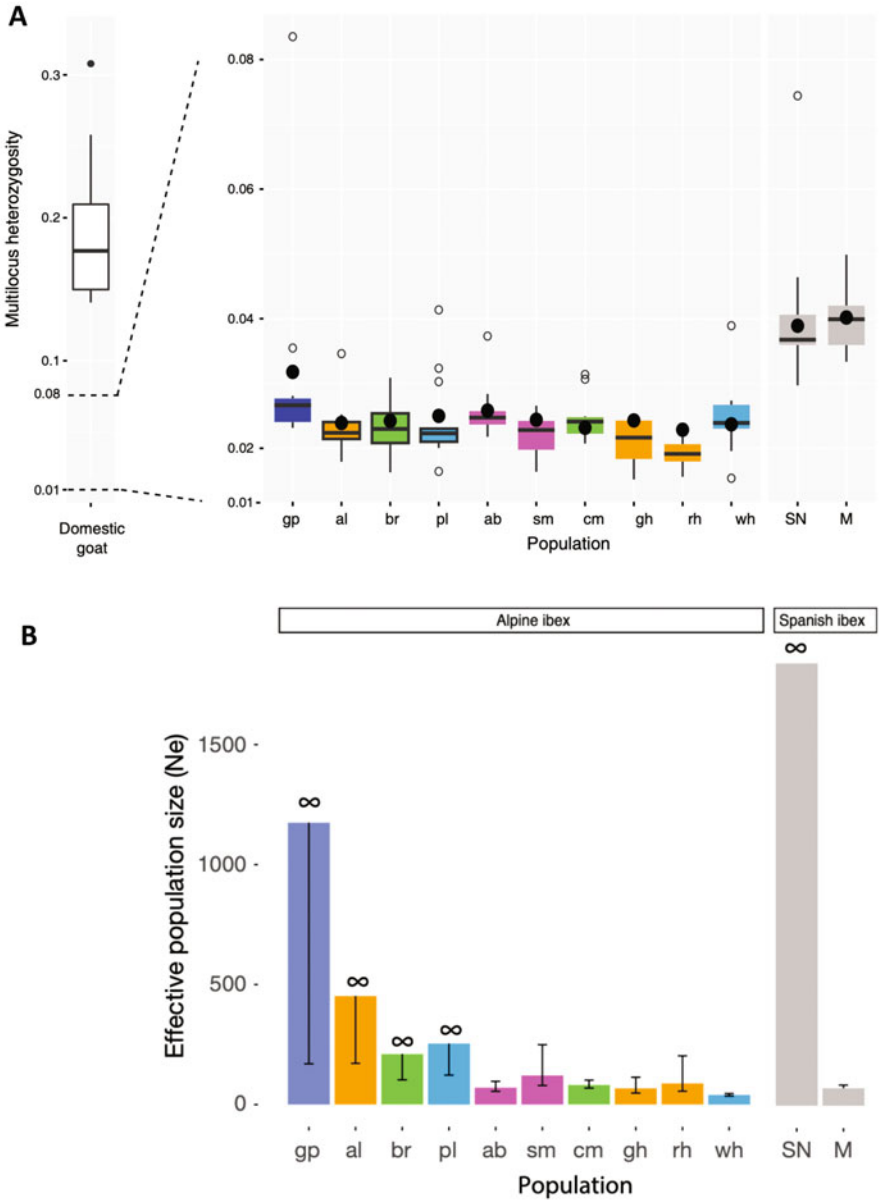 A
Multilocus heterozygosity
0.3
0.2
0.1
0.08
0.01
Domestic
goat
0.08
0.06
0.04
0.02
0.01
gp al br pl ab sm cm gh rh wh SN M
Population
B
Alpine ibex Spanish ibex
Effective population size (Ne)
1500
1000
500
0
∞ ∞ ∞ ∞ ∞
gp al br pl ab sm cm gh rh wh SN M
Population